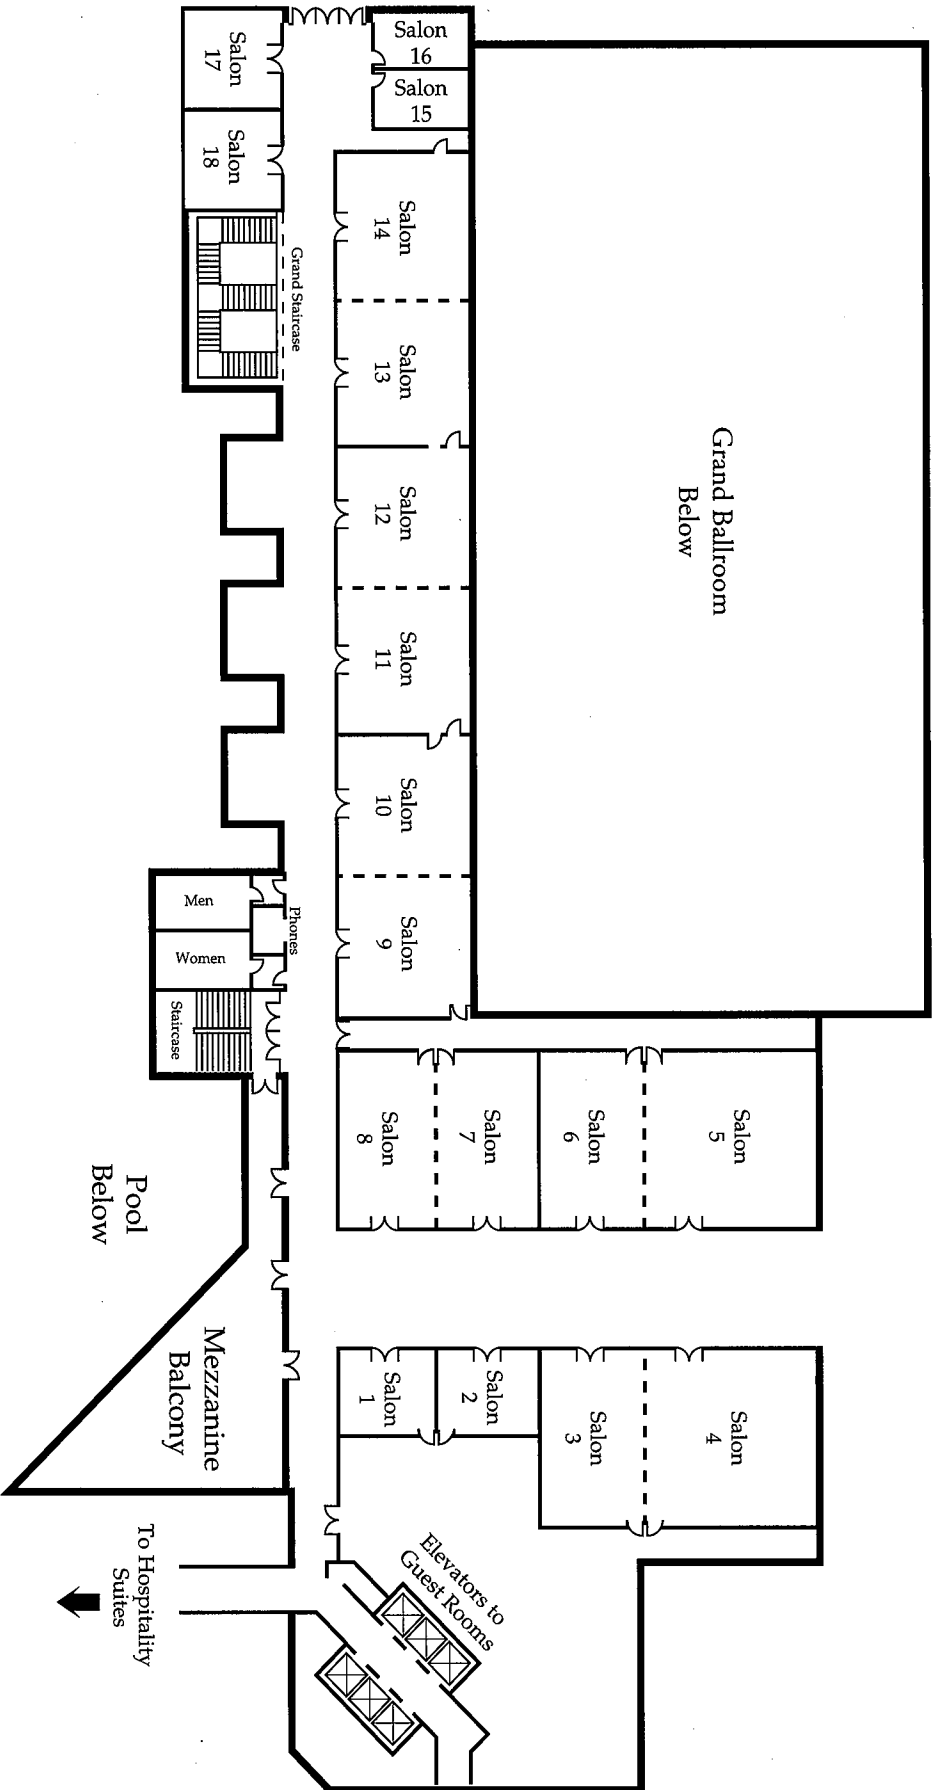 Salon
16
Salon
15
Salon
17
Salon
18
Grand Staircase
Salon
14
Salon
13
Salon
12
Salon
11
Salon
10
Salon
9
Grand Ballroom
Below
Men
Phones
Women
Staircase
Salon
8
Salon
7
Salon
6
Salon
5
Pool
Below
Mezzanine
Balcony
Salon
1
Salon
2
Salon
3
Salon
4
Elevators to
Guest Rooms
To Hospitality
Suites